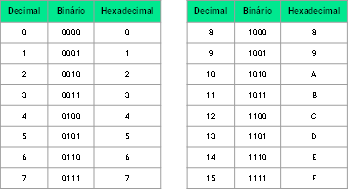 Decimal Binário Hexadecimal
0 0000 0
1 0001 1
2 0010 2
3 0011 3
4 0100 4
5 0101 5
6 0110 6
7 0111 7
Decimal Binário Hexadecimal
8 1000 8
9 1001 9
10 1010 A
11 1011 B
12 1100 C
13 1101 D
14 1110 E
15 1111 F